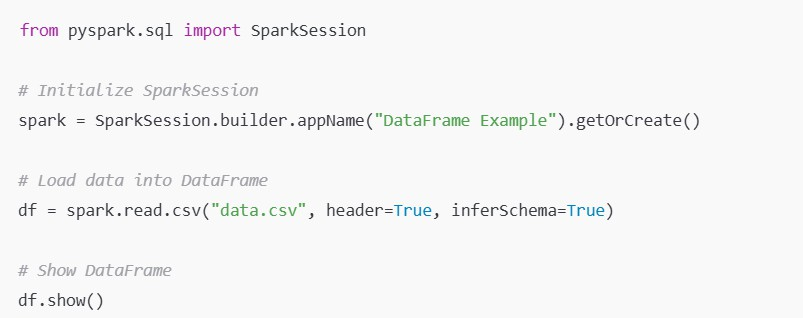 from pyspark.sql import SparkSession
# Initialize SparkSession
spark = SparkSession.builder.appName("DataFrame Example").getOrCreate()
# Load data into DataFrame
df = spark.read.csv("data.csv", header=True, inferSchema=True)
# Show DataFrame
df.show()